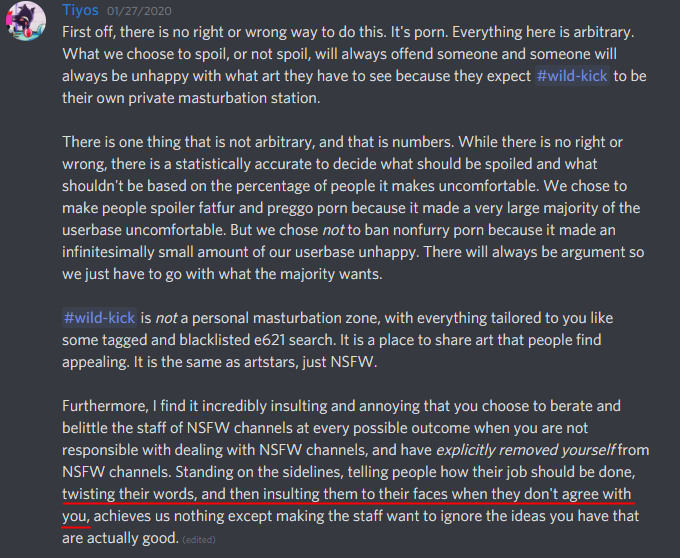 Tiyos 01/27/2020
First off, there is no right or wrong way to do this. It's porn. Everything here is arbitrary.
What we choose to spoil, or not spoil, will always offend someone and someone will
always be unhappy with what art they have to see because they expect #wild-kick to be
their own private masturbation station.
There is one thing that is not arbitrary, and that is numbers. While there is no right or
wrong, there is a statistically accurate to decide what should be spoiled and what
shouldn't be based on the percentage of people it makes uncomfortable. We chose to
make people spoiler fatfur and preggo porn because it made a very large majority of the
userbase uncomfortable. But we chose not to ban nonfurry porn because it made an
infinitesimally small amount of our userbase unhappy. There will always be argument so
we just have to go with what the majority wants.
#wild-kick is not a personal masturbation zone, with everything tailored to you like
some tagged and blacklisted e621 search. It is a place to share art that people find
appealing. It is the same as artstars, just NSFW.
Furthermore, I find it incredibly insulting and annoying that you choose to berate and
belittle the staff of NSFW channels at every possible outcome when you are not
responsible with dealing with NSFW channels, and have explicitly removed yourself from
NSFW channels. Standing on the sidelines, telling people how their job should be done,
twisting their words, and then insulting them to their faces when they don't agree with
you, achieves us nothing except making the staff want to ignore the ideas you have that
are actually good. (edited)